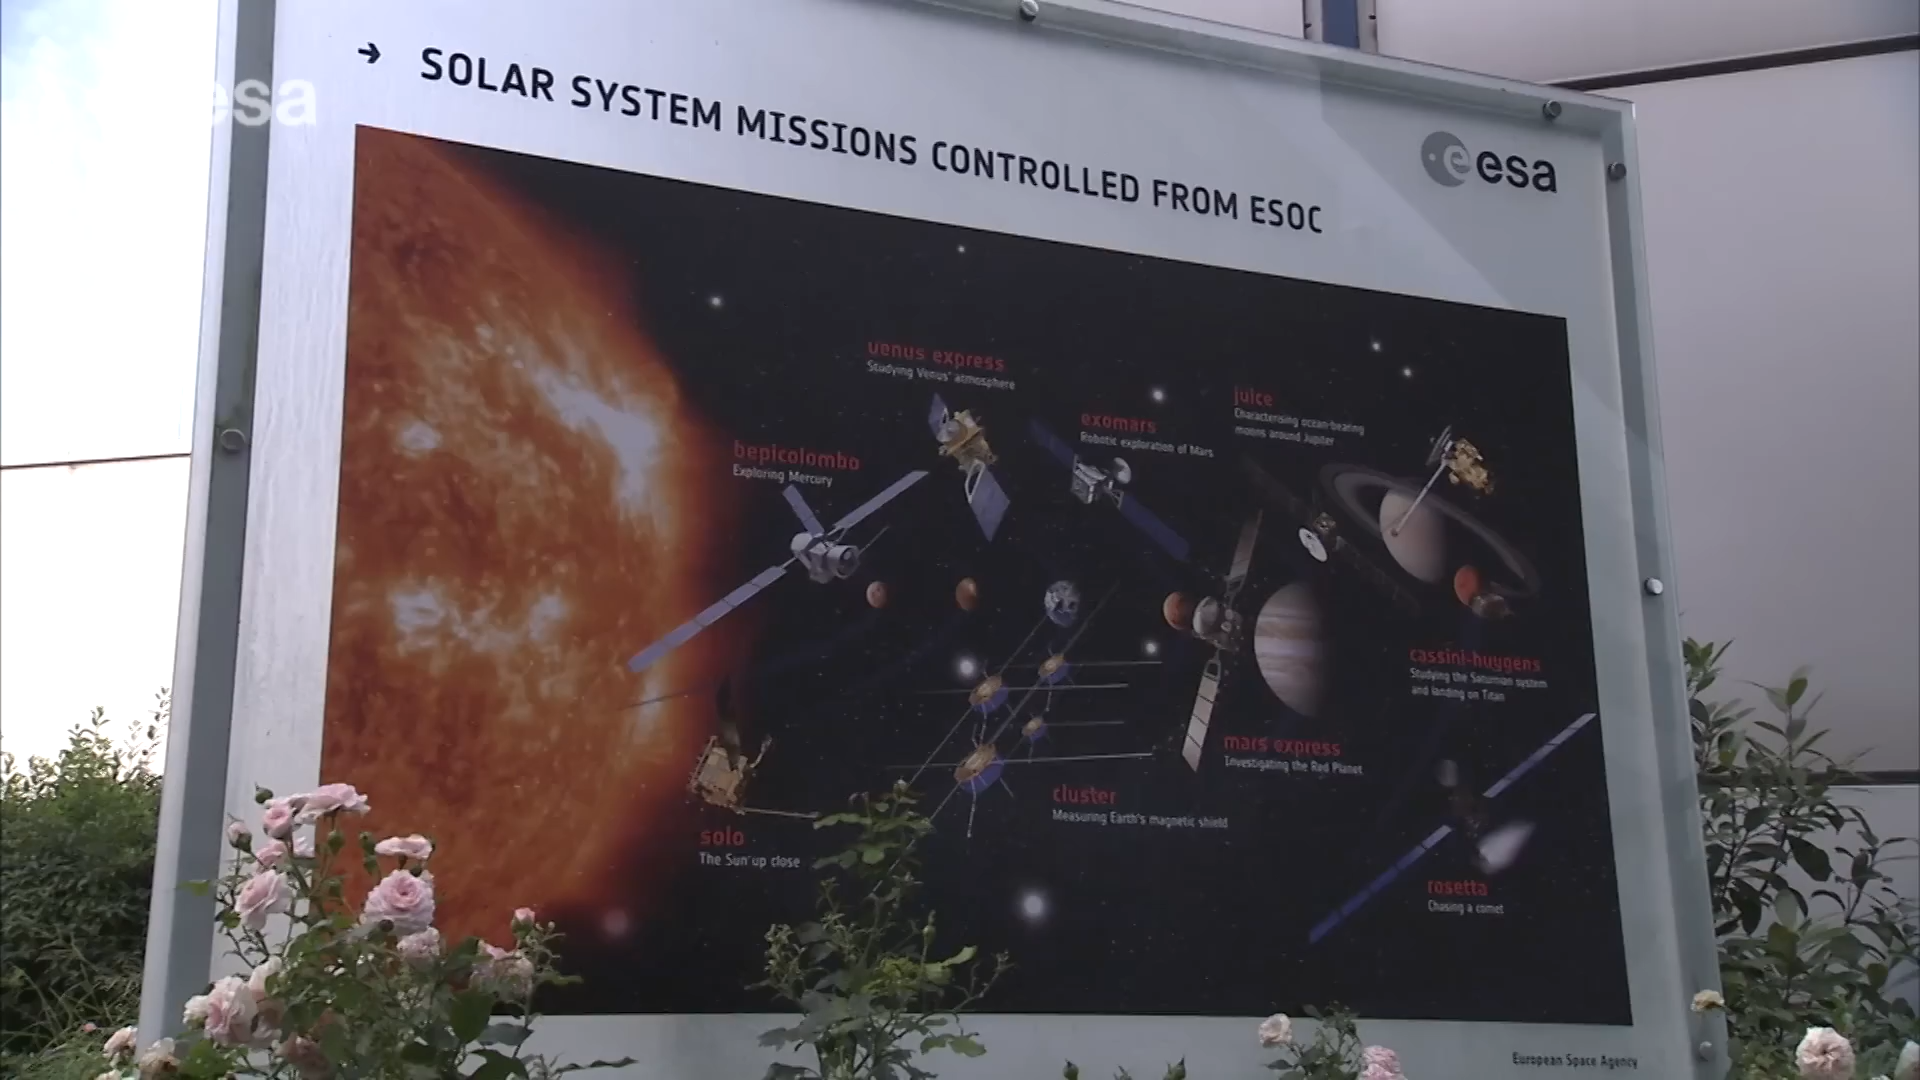 esa
→ SOLAR SYSTEM MISSIONS CONTROLLED FROM ESOC
esa
venus express
Studying Venus' atmosphere
bepicolombo
Exploring Mercury
exomars
Robotic exploration of Mars
juice
Characterising ocean-bearing
moons around Jupiter
cassini-huygens
Studying the Saturnian system
and landing on Titan
mars express
Investigating the Red Planet
cluster
Measuring Earth's magnetic shield
solo
The Sun up close
rosetta
Chasing a comet
European Space Agency